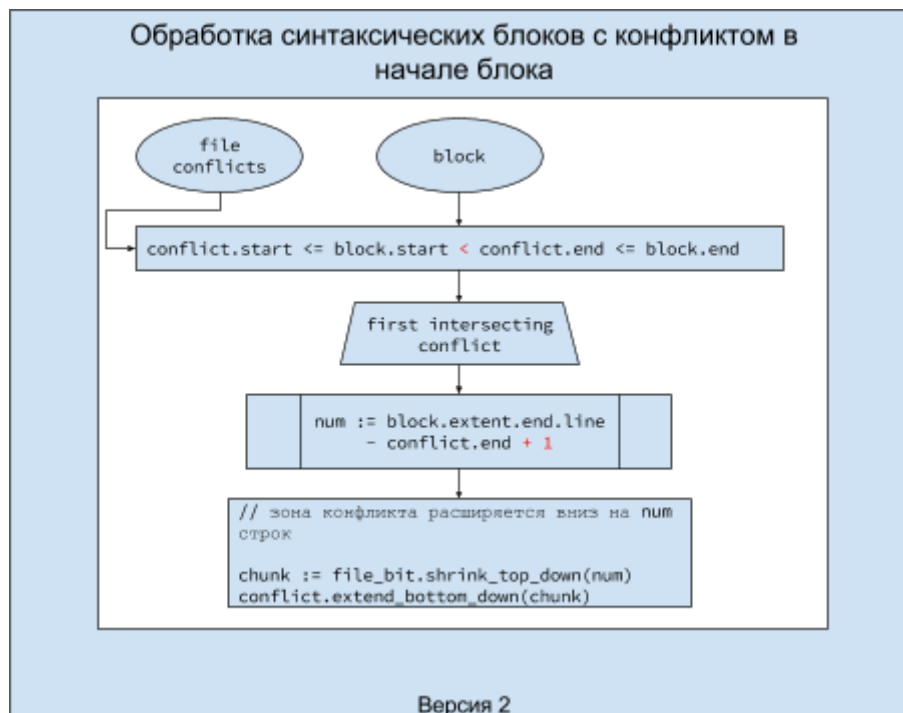 Обработка синтаксических блоков с конфликтом в
начале блока
file
conflicts
block
conflict.start <= block.start < conflict.end <= block.end
first intersecting
conflict
num := block.extent.end.line
- conflict.end + 1
// зона конфликта расширяется вниз на num
строк
chunk := file_bit.shrink_top_down(num)
conflict.extend_bottom_down(chunk)
Версия 2